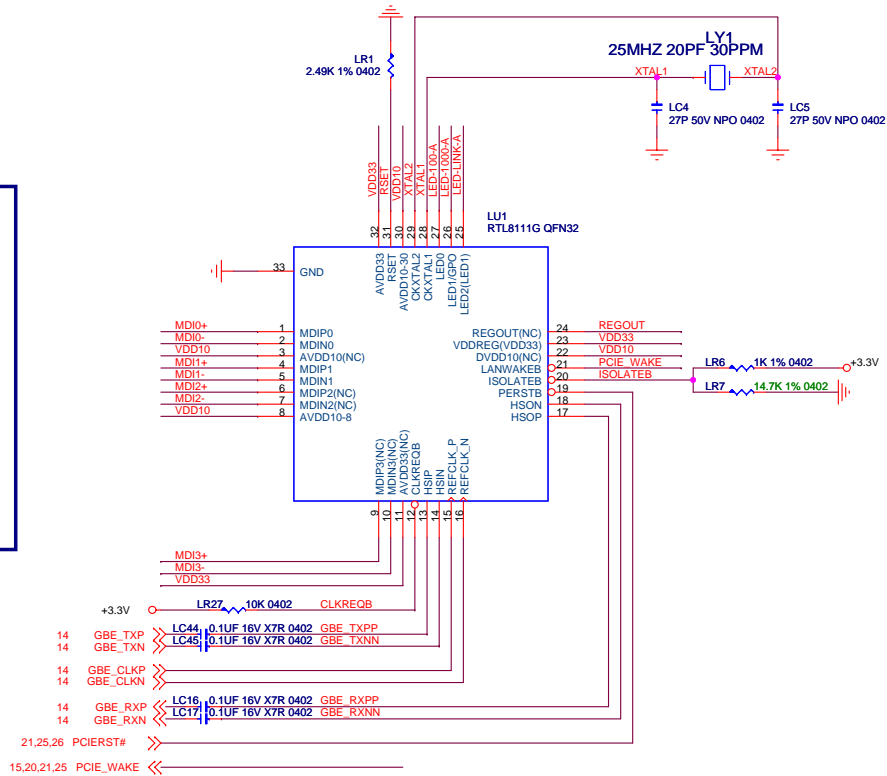 LY1
25MHZ 20PF 30PPM
LR1
2.49K 1% 0402
XTAL1
XTAL2
LC4
27P 50V NPO 0402
LC5
27P 50V NPO 0402
VDD33
RSET
VDD10
XTAL2
XTAL1
LED-100-A
LED-1000-A
LED-LINK-A
LU1
RTL8111G QFN32
32
31
30
29
28
27
26
25
AVDD33
RSET
AVDD10-30
CKXTAL2
CKXTAL1
LED0
LED1/GPO
LED2(LED1)
33 GND
MDI0+ 1 MDIP0
MDI0- 2 MDIN0
VDD10 3 AVDD10(NC)
MDI1+ 4 MDIP1
MDI1- 5 MDIN1
MDI2+ 6 MDIP2(NC)
MDI2- 7 MDIN2(NC)
VDD10 8 AVDD10-8
REGOUT(NC) 24 REGOUT
VDDREG(VDD33) 23 VDD33
DVDD10(NC) 22 VDD10
LANWAKEB 21 PCIE_WAKE
ISOLATEB 20 ISOLATEB
PERSTB 19
HSON 18
HSOP 17
LR6 1K 1% 0402 +3.3V
LR7 14.7K 1% 0402
MDIP3(NC)
MDIN3(NC)
AVDD33(NC)
CLKREQB
HSIP
HSIN
REFCLK_P
REFCLK_N
9
10
11
12
13
14
15
16
MDI3+
MDI3-
VDD33
+3.3V LR27 10K 0402 CLKREQB
14 GBE_TXP LC44 0.1UF 16V X7R 0402 GBE_TXPP
14 GBE_TXN LC45 0.1UF 16V X7R 0402 GBE_TXNN
14 GBE_CLKP
14 GBE_CLKN
14 GBE_RXP LC16 0.1UF 16V X7R 0402 GBE_RXPP
14 GBE_RXN LC17 0.1UF 16V X7R 0402 GBE_RXNN
21,25,26 PCIERST#
15,20,21,25 PCIE_WAKE